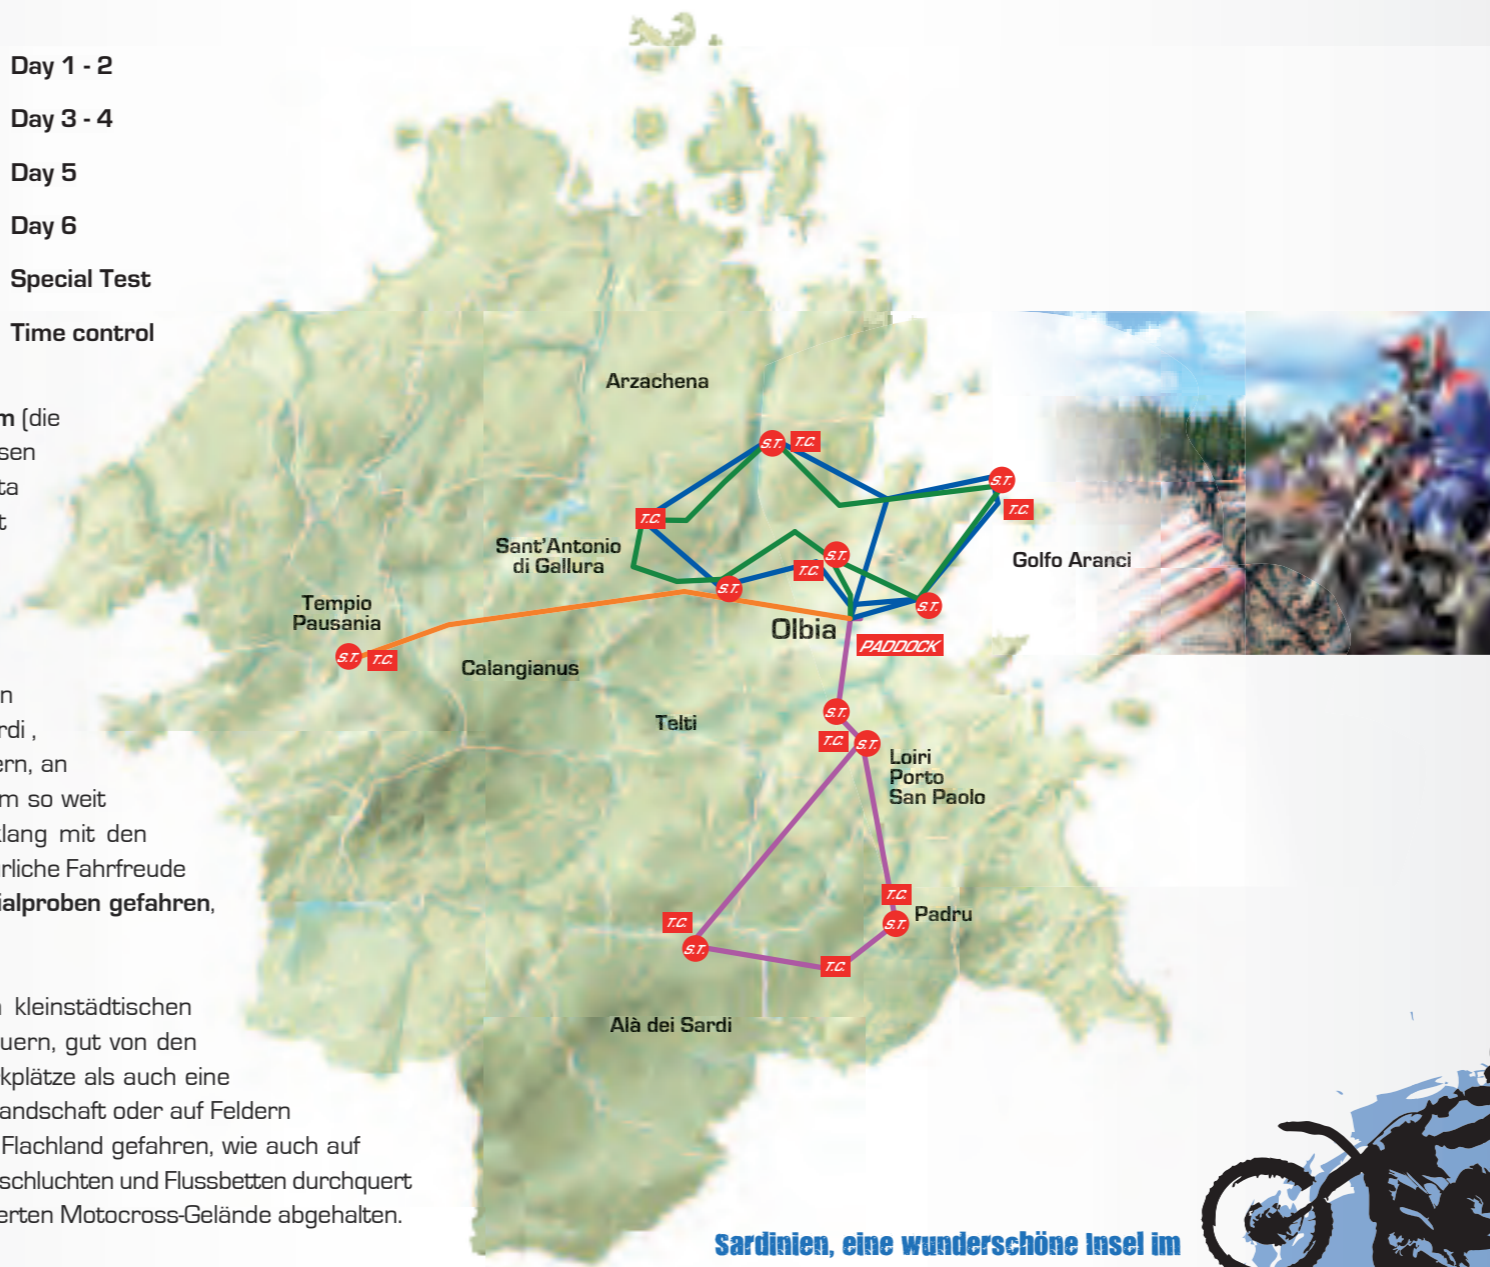 Day 1 - 2
Day 3 - 4
Day 5
Day 6
Special Test
Time control
m (die
sen
ta
t
n
rdi ,
ern, an
m so weit
klang mit den
rliche Fahrfreude
ialproben gefahren,
n kleinstädtischen
uern, gut von den
kplätze als auch eine
andschaft oder auf Feldern
Flachland gefahren, wie auch auf
schluchten und Flussbetten durchquert
erten Motocross-Gelände abgehalten.
Arzachena
S.T. T.C.
S.T.
T.C.
T.C.
Golfo Aranci
Sant'Antonio
di Gallura
S.T.
T.C.
S.T.
S.T.
Tempio
Pausania
S.T. T.C.
Olbia
PADDOCK
Calangianus
Telti
S.T.
T.C. S.T.
Loiri
Porto
San Paolo
T.C.
S.T.
Padru
T.C.
S.T.
T.C.
Alà dei Sardi
Sardinien, eine wunderschöne Insel im